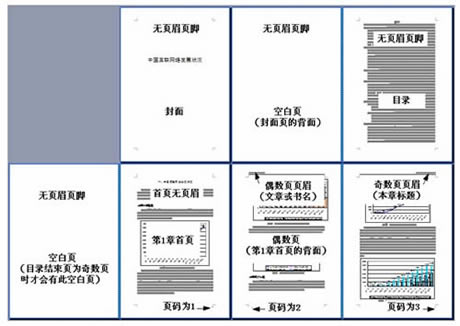 无页眉页脚
中国互联网络发展状况
封面
无页眉页脚
空白页
(封面页的背面)
无页眉页脚
目录
无页眉页脚
空白页
(目录结束页为奇数页
时才会有此空白页)
首页无页眉
第1章首页
页码为1
偶数页页眉
(文章或书名)
偶数页
(第1章首页的背面)
页码为2
奇数页页眉
(本章标题)
页码为3